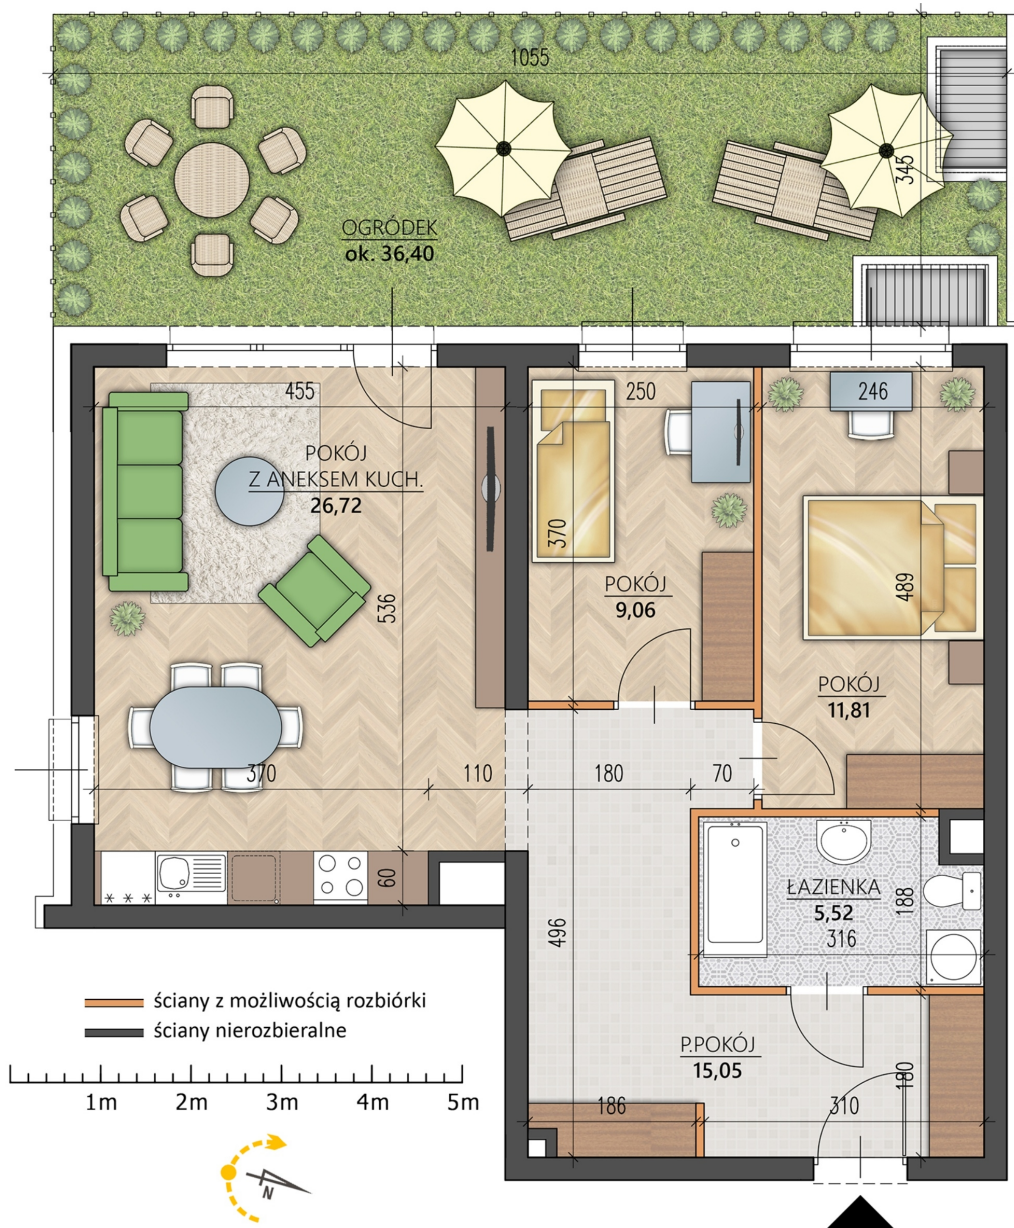 1055
345
OGRÓDEK
ok. 36,40
455
250
246
POKÓJ
Z ANEKSEM KUCH.
26,72
370
536
POKÓJ
9,06
489
POKÓJ
11,81
370
110
180
70
60
ŁAZIENKA
5,52
188
316
496
ściany z możliwością rozbiórki
ściany nierozbieralne
P.POKÓJ
15,05
180
1m 2m 3m 4m 5m
186
310
N